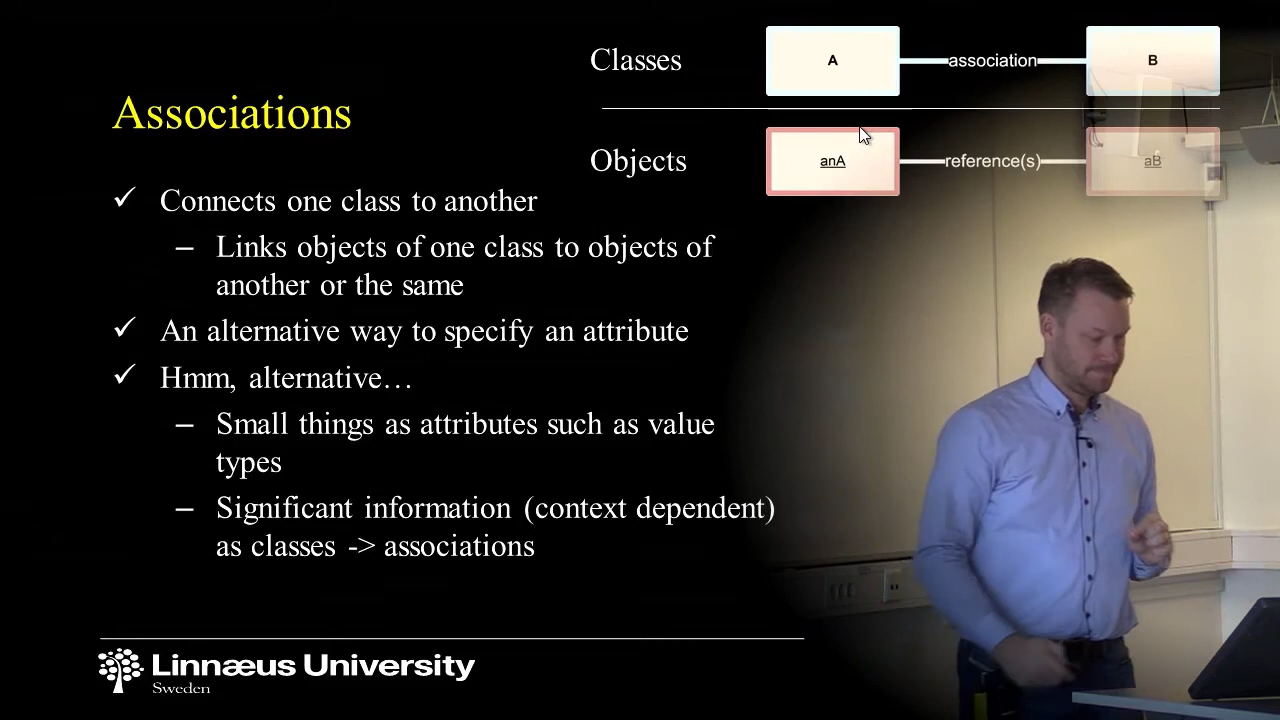 Classes
A
association
B
Associations
Objects
anA
reference(s)
aB
✓ Connects one class to another
– Links objects of one class to objects of
another or the same
✓ An alternative way to specify an attribute
✓ Hmm, alternative…
– Small things as attributes such as value
types
– Significant information (context dependent)
as classes -> associations
Linnæus University
Sweden